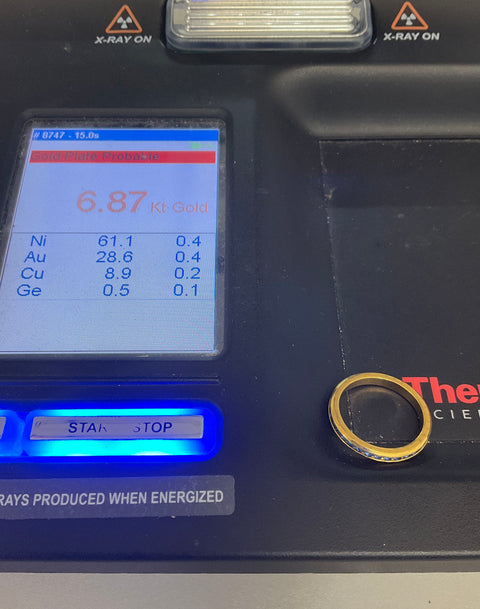 X-RAY ON
X-RAY ON
# 8747 - 15.0s
Gold Plate Probable
6.87 Kt Gold
Ni 61.1 0.4
Au 28.6 0.4
Cu 8.9 0.2
Ge 0.5 0.1
The
CIE
STAR STOP
RAYS PRODUCED WHEN ENERGIZED